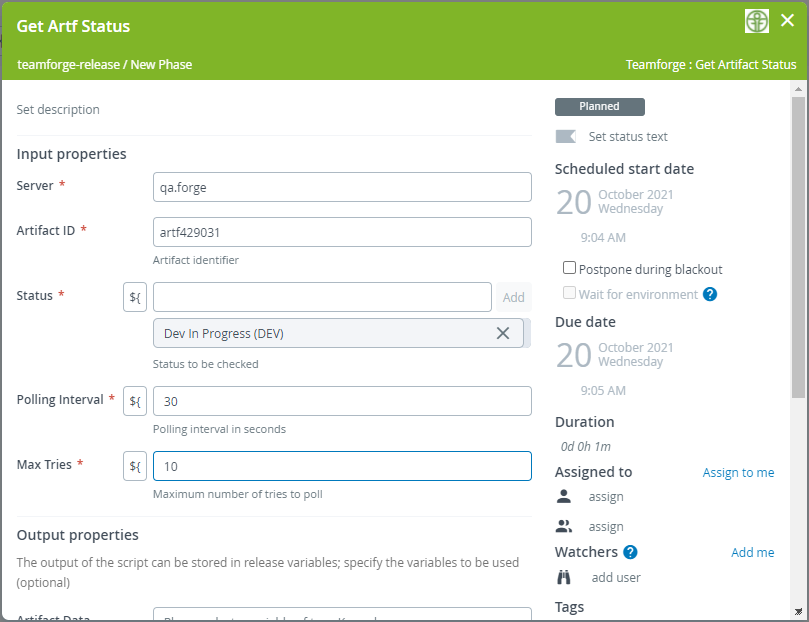 Get Artf Status
teamforge-release / New Phase
Teamforge : Get Artifact Status
Set description
Input properties
Server *
qa.forge
Artifact ID *
artf429031
Artifact identifier
Status *
${
Add
Dev In Progress (DEV)
Status to be checked
Polling Interval *
${
30
Polling interval in seconds
Max Tries *
${
10
Maximum number of tries to poll
Output properties
The output of the script can be stored in release variables; specify the variables to be used
(optional)
Artifact Data
Planned
Set status text
Scheduled start date
20
October 2021
Wednesday
9:04 AM
Postpone during blackout
Wait for environment ?
Due date
20
October 2021
Wednesday
9:05 AM
Duration
0d 0h 1m
Assigned to
Assign to me
assign
assign
Watchers ?
Add me
add user
Tags